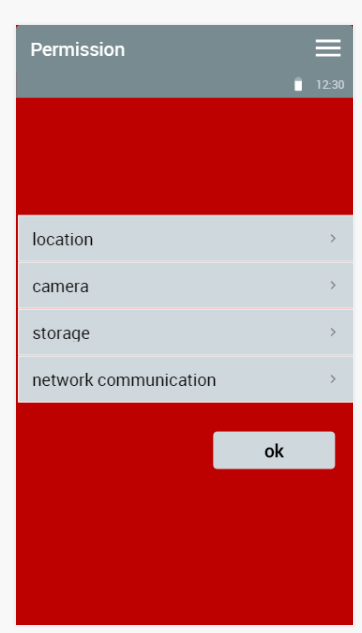 Permission
12:30
location
camera
storage
network communication
ok